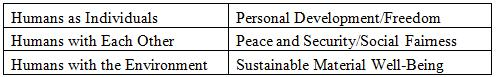 Humans as Individuals Personal Development/Freedom
Humans with Each Other Peace and Security/Social Fairness
Humans with the Environment Sustainable Material Well-Being